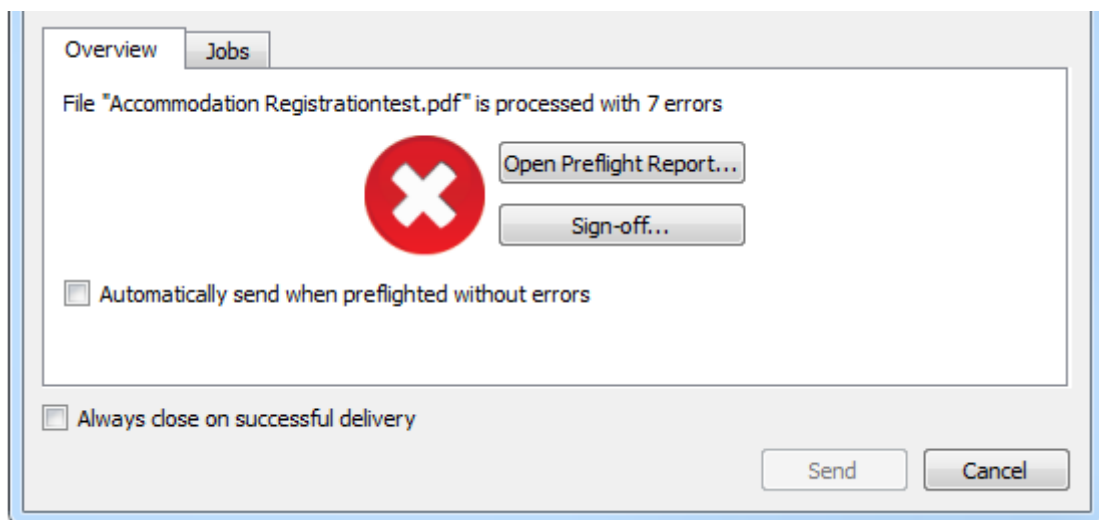 Overview
Jobs
File "Accommodation Registrationtest.pdf" is processed with 7 errors
Open Preflight Report...
Sign-off...
Automatically send when preflighted without errors
Always close on successful delivery
Send
Cancel